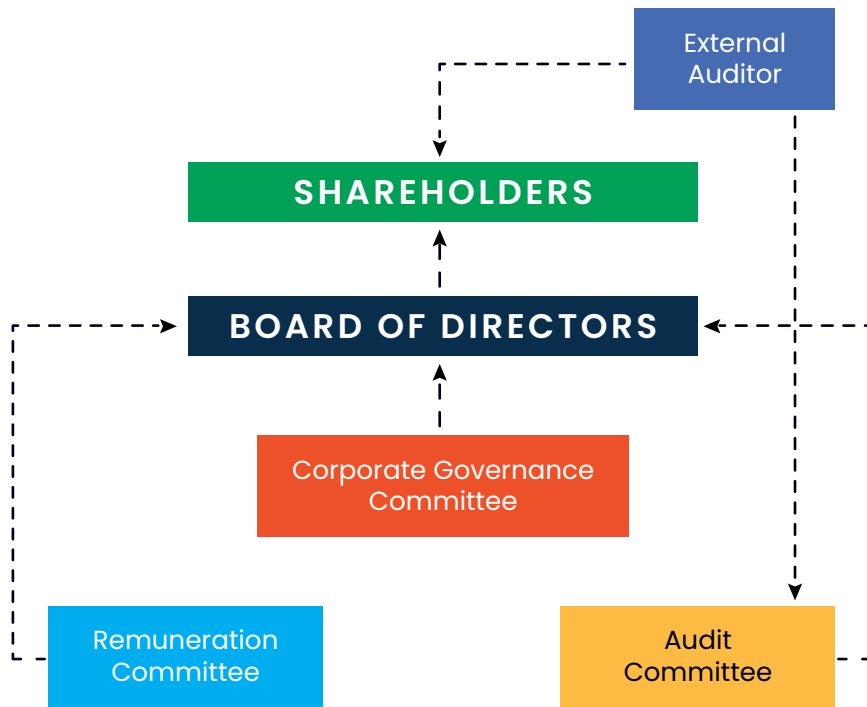 External
Auditor
SHAREHOLDERS
BOARD OF DIRECTORS
Corporate Governance
Committee
Remuneration
Committee
Audit
Committee